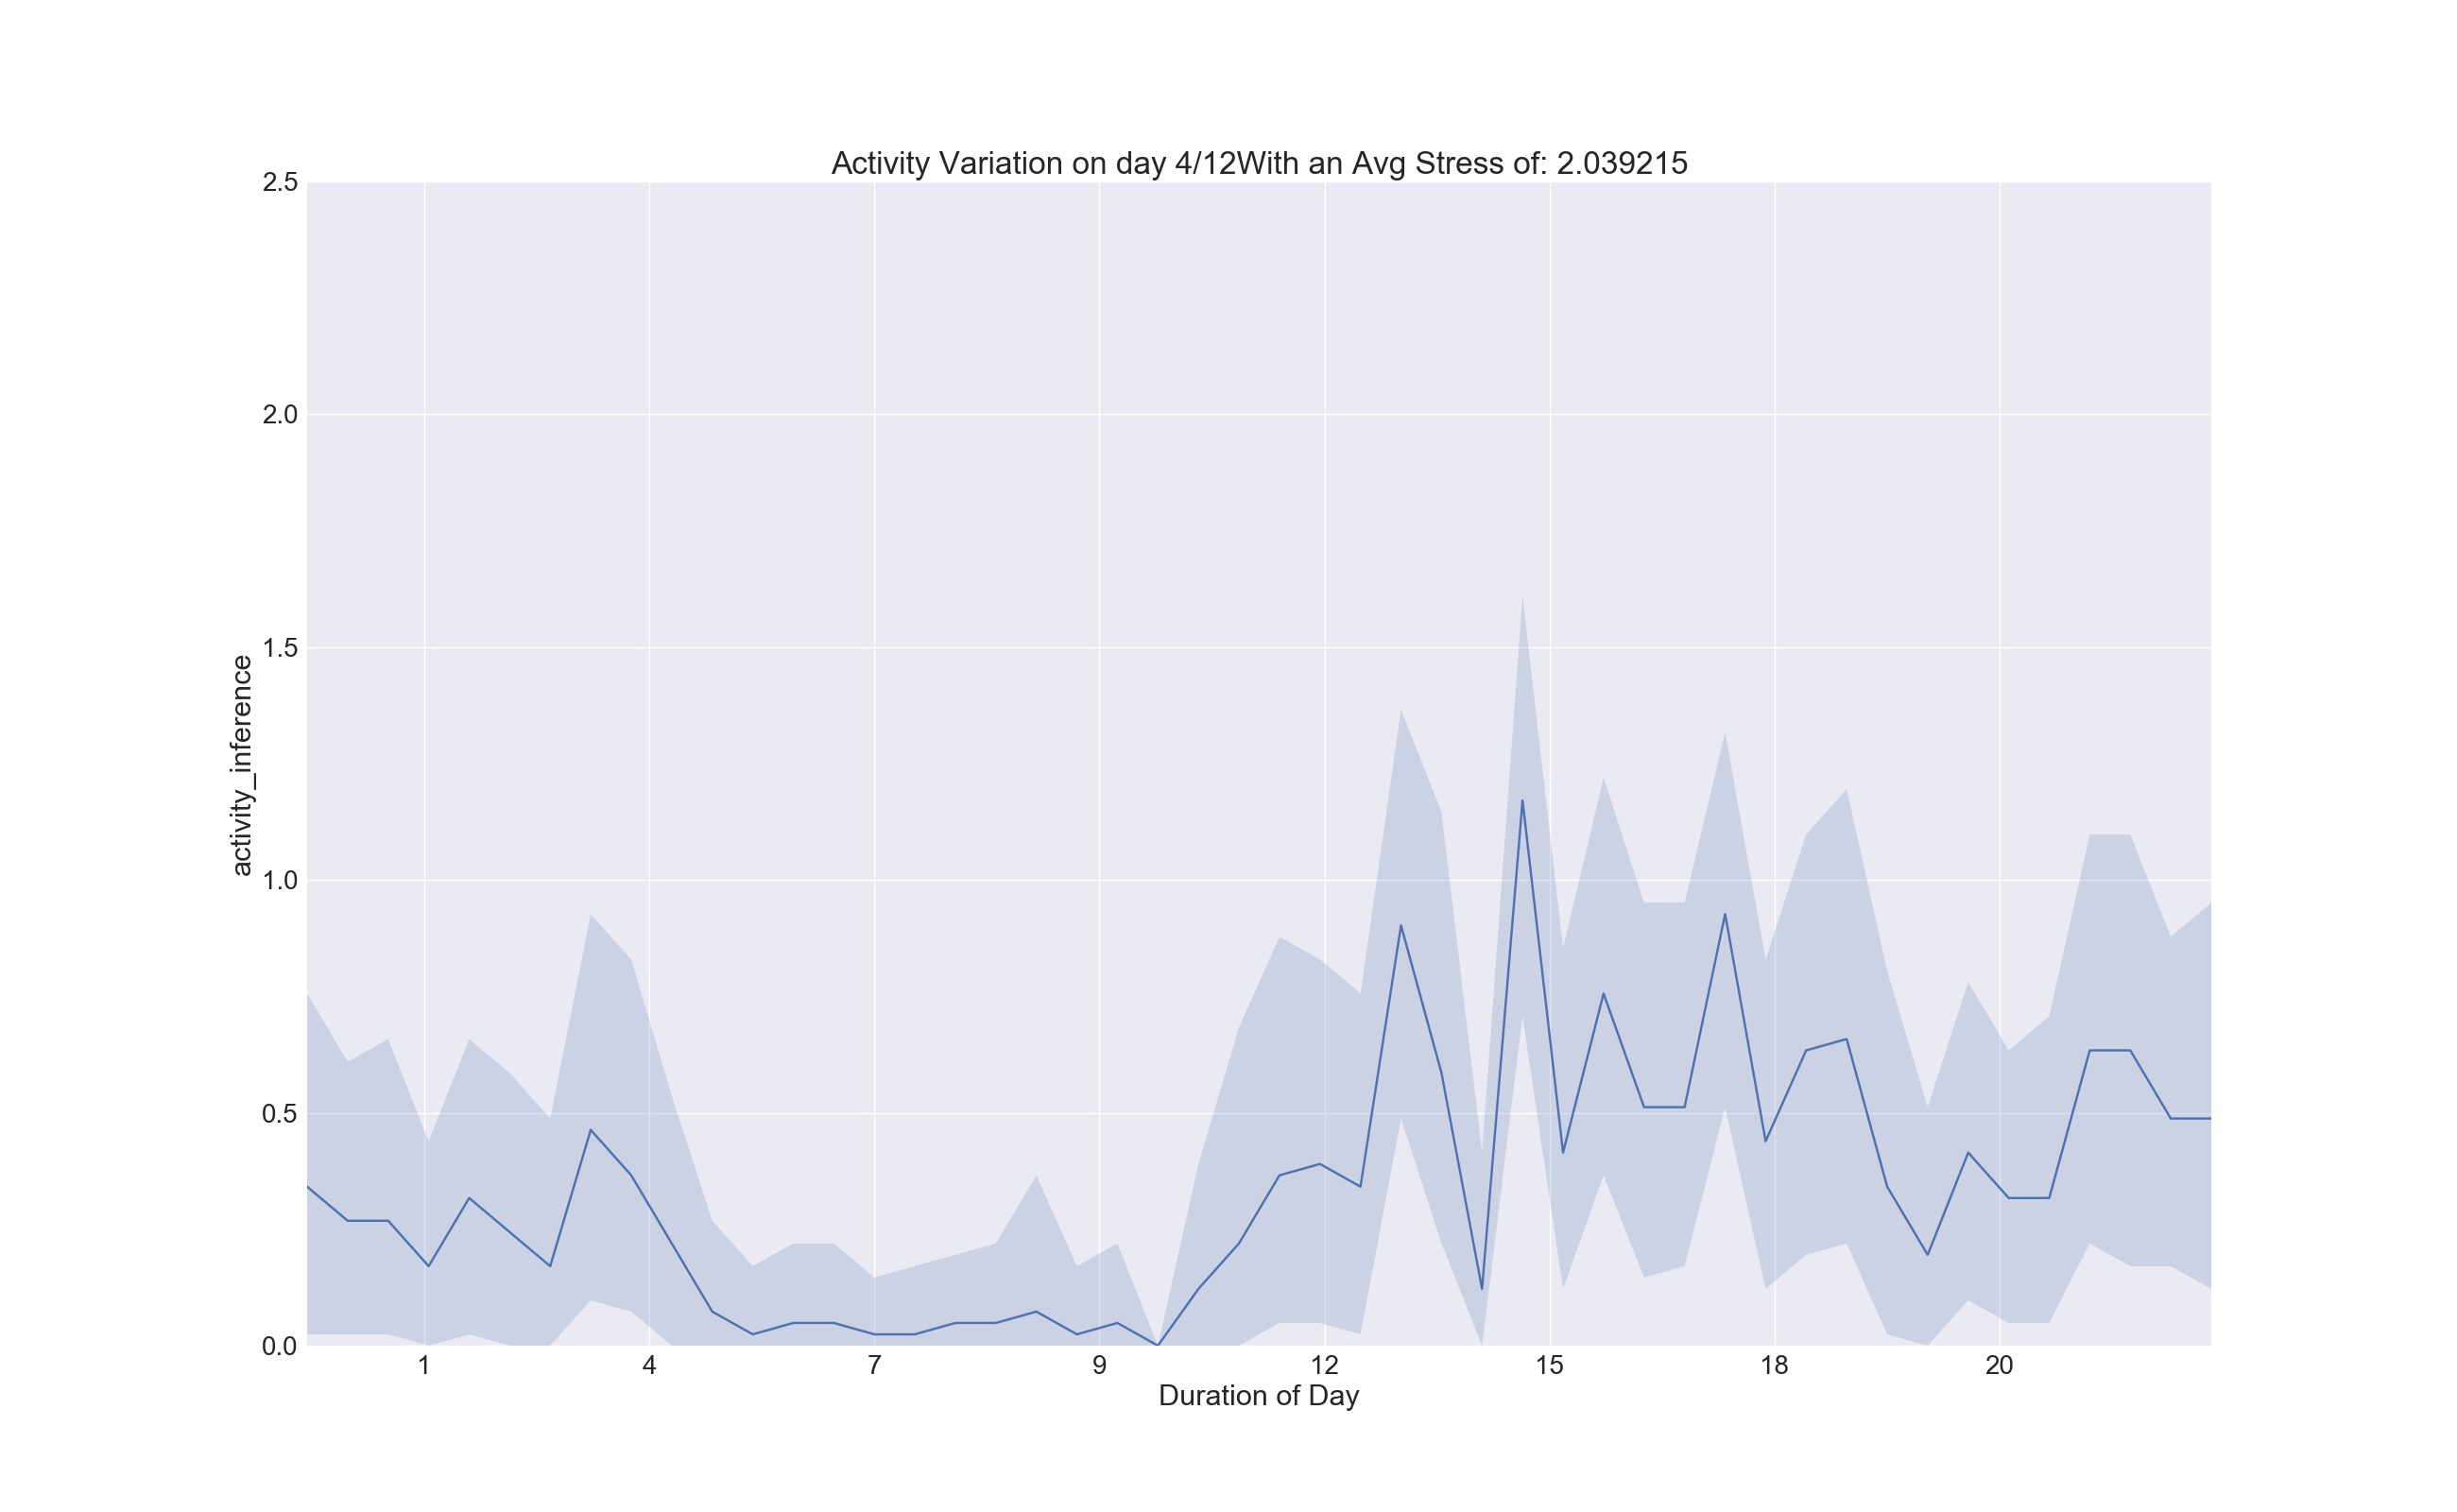 Activity Variation on day 4/12With an Avg Stress of: 2.039215
2.5
2.0
1.5
1.0
0.5
0.0
activity_inference
1 4 7 9 12 15 18 20
Duration of Day